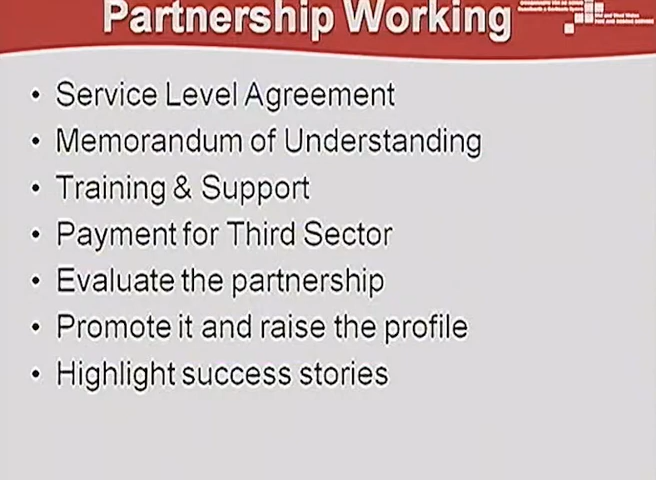 Partnership Working
• Service Level Agreement
• Memorandum of Understanding
• Training & Support
• Payment for Third Sector
• Evaluate the partnership
• Promote it and raise the profile
• Highlight success stories